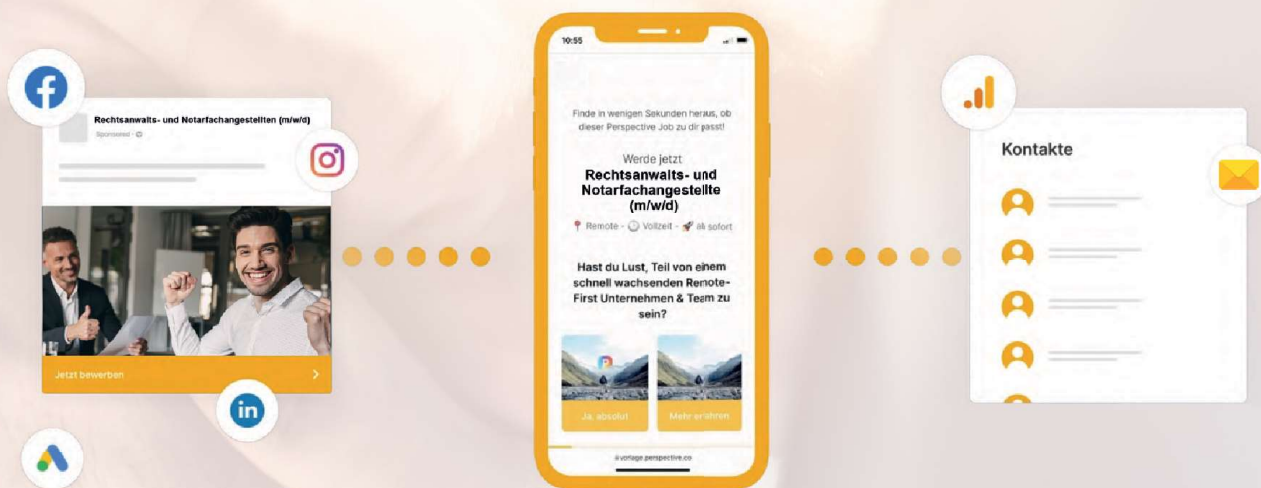 Rechtsanwalts- und Notarfachangestellten (m/w/d)
Sponsored -
Jetzt bewerben
in
10:55
Finde in wenigen Sekunden heraus, ob
dieser Perspective Job zu dir passt!
Werde jetzt
Rechtsanwalts- und
Notarfachangestellte
(m/w/d)
Remote - Vollzeit - ab sofort
Hast du Lust, Teil von einem
schnell wachsenden Remote-
First Unternehmen & Team zu
sein?
Ja, absolut
Mehr erfahren
vorlage.perspective.co
Kontakte